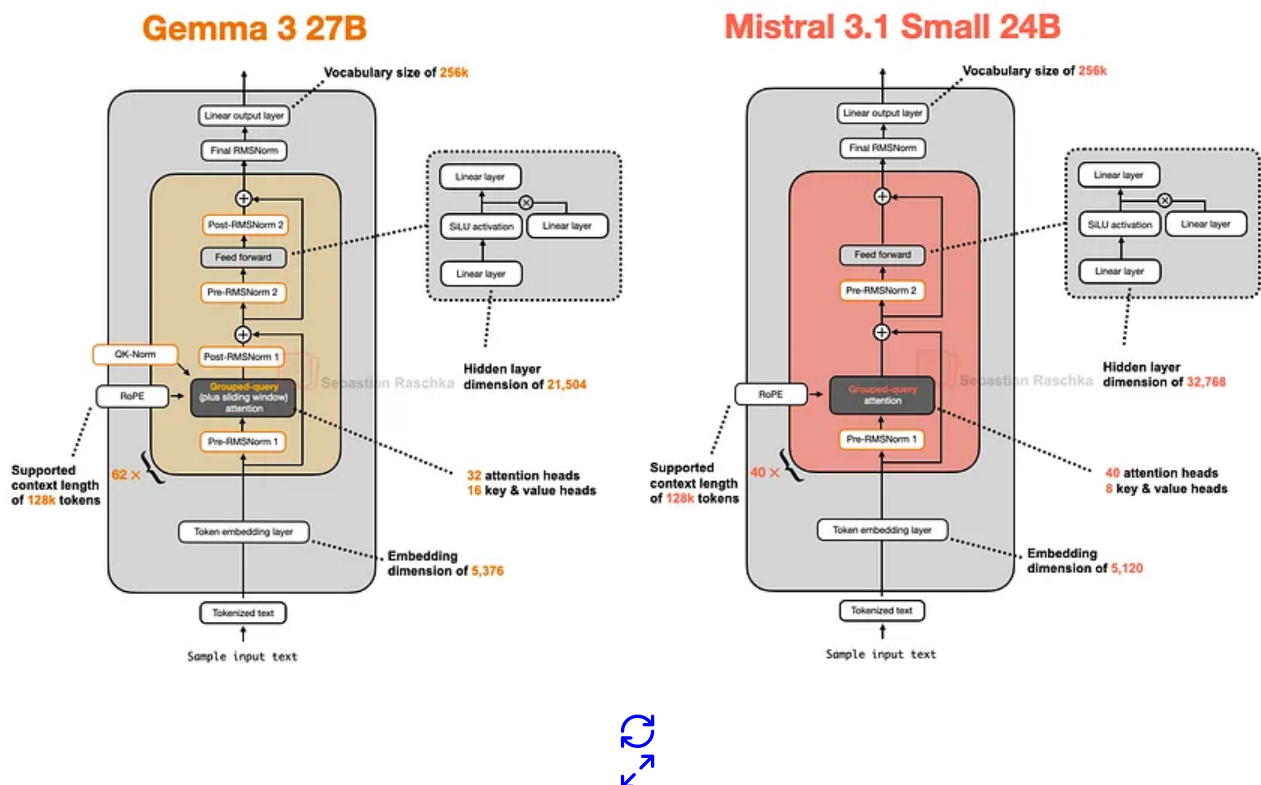 Gemma 3 27B
Vocabulary size of 256k
Linear output layer
Final RMSNorm
Post-RMSNorm 2
Feed forward
Pre-RMSNorm 2
Linear layer
SiLU activation
Linear layer
Linear layer
Hidden layer
dimension of 21,504
QK-Norm
Post-RMSNorm 1
RoPE
Grouped-query
(plus sliding window)
attention
Pre-RMSNorm 1
Sebastian Raschka
62 ×
Supported
context length
of 128k tokens
32 attention heads
16 key & value heads
Token embedding layer
Embedding
dimension of 5,376
Tokenized text
Sample input text
Mistral 3.1 Small 24B
Vocabulary size of 256k
Linear output layer
Final RMSNorm
Feed forward
Pre-RMSNorm 2
Linear layer
SiLU activation
Linear layer
Linear layer
Hidden layer
dimension of 32,768
RoPE
Grouped-query
attention
Pre-RMSNorm 1
Sebastian Raschka
40 ×
Supported
context length
of 128k tokens
40 attention heads
8 key & value heads
Token embedding layer
Embedding
dimension of 5,120
Tokenized text
Sample input text